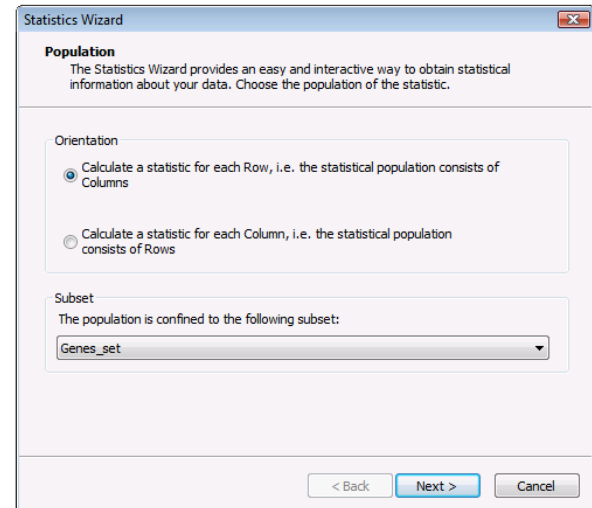 Statistics Wizard
Population
The Statistics Wizard provides an easy and interactive way to obtain statistical
information about your data. Choose the population of the statistic.
Orientation
Calculate a statistic for each Row, i.e. the statistical population consists of
Columns
Calculate a statistic for each Column, i.e. the statistical population
consists of Rows
Subset
The population is confined to the following subset:
Genes_set
< Back Next > Cancel